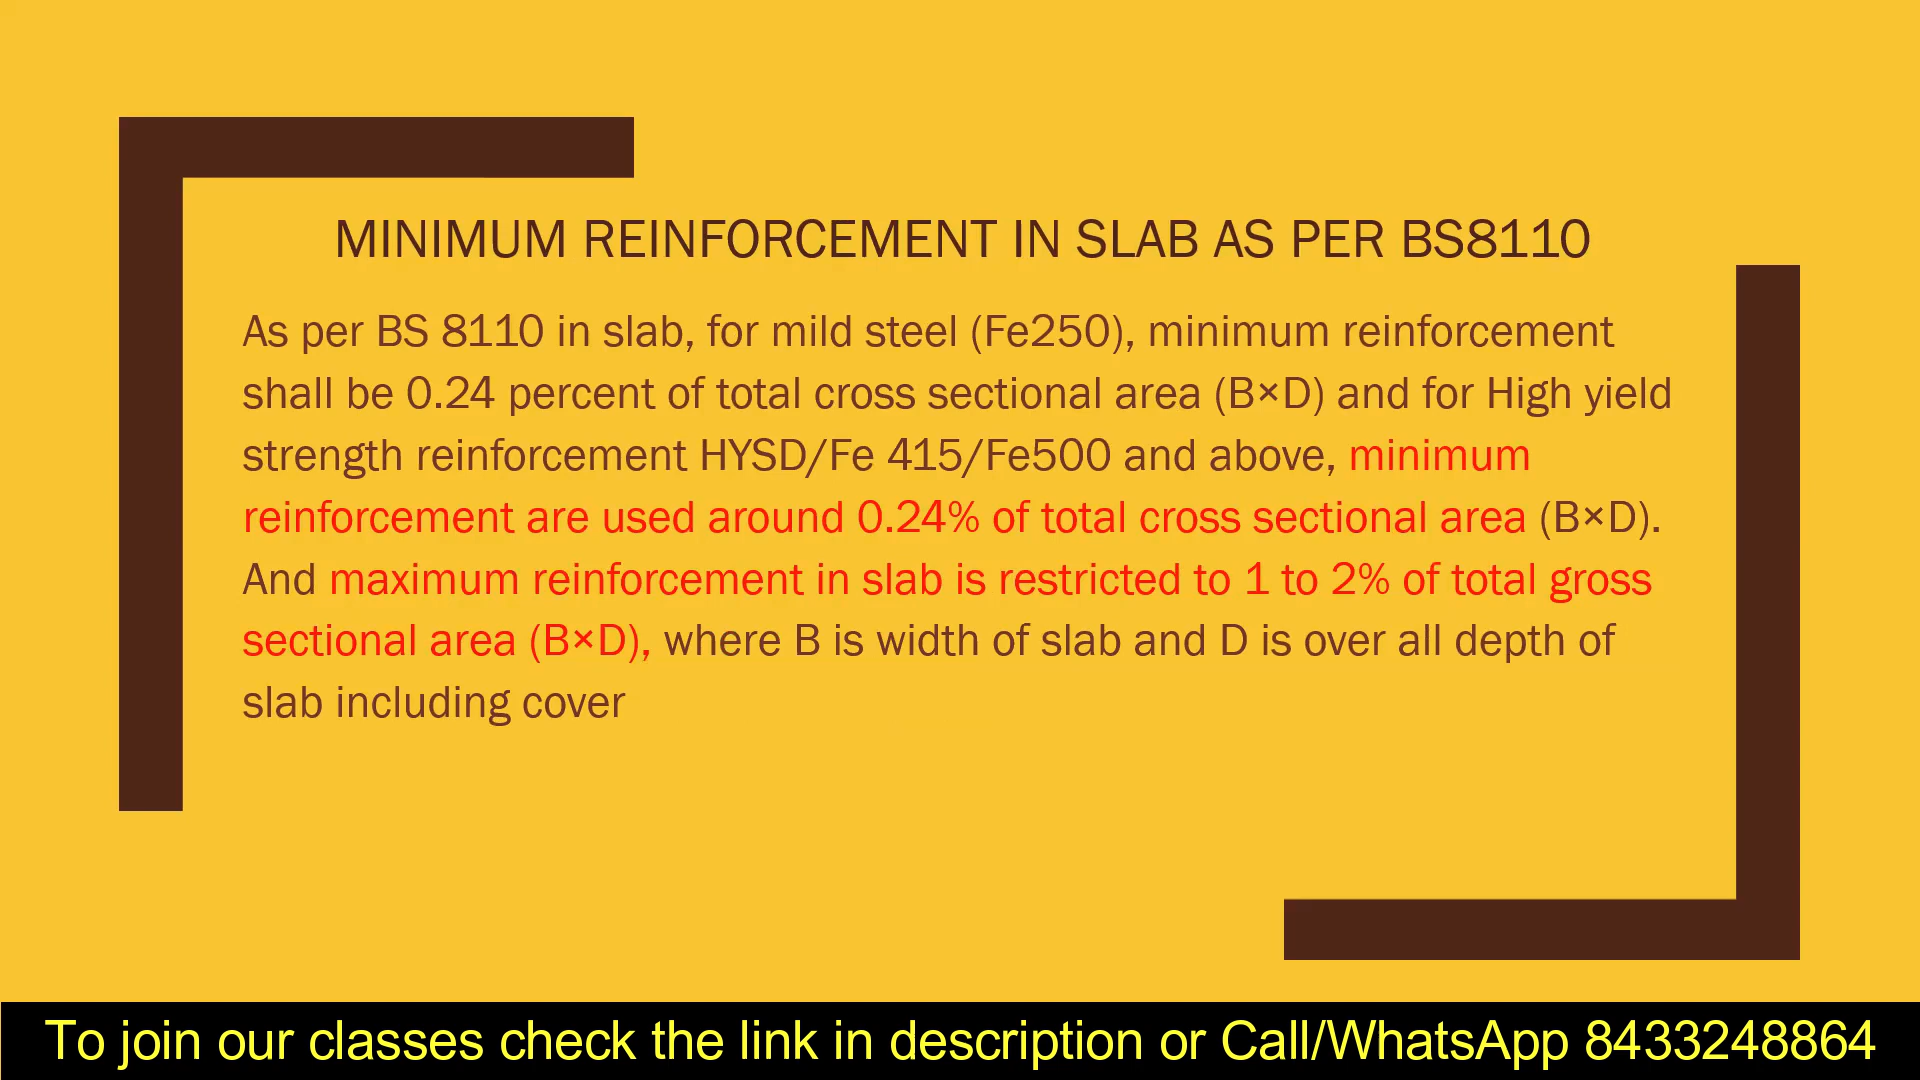 MINIMUM REINFORCEMENT IN SLAB AS PER BS8110
As per BS 8110 in slab, for mild steel (Fe250), minimum reinforcement
shall be 0.24 percent of total cross sectional area (B×D) and for High yield
strength reinforcement HYSD/Fe 415/Fe500 and above, minimum
reinforcement are used around 0.24% of total cross sectional area (B×D).
And maximum reinforcement in slab is restricted to 1 to 2% of total gross
sectional area (B×D), where B is width of slab and D is over all depth of
slab including cover
To join our classes check the link in description or Call/WhatsApp 8433248864